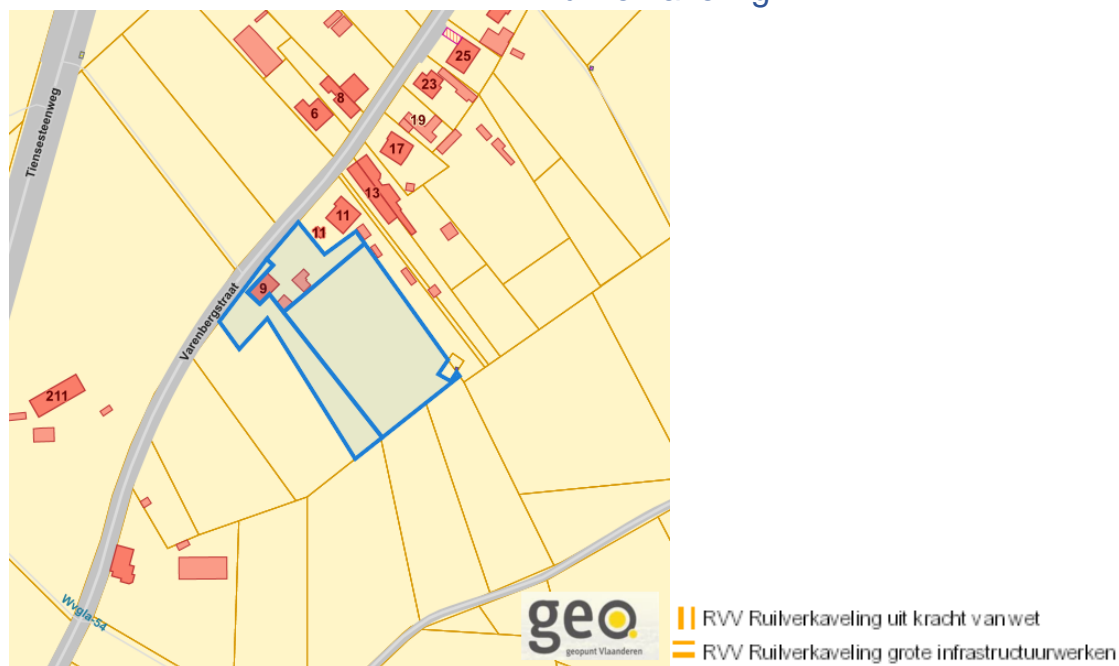 25
23
8
6
19
17
13
11
11
9
211
Tiensesteenweg
Varenbergstraat
Wvgla-54
geo.
geopunt Vlaanderen
RVV Ruilverkaveling uit kracht van wet
RVV Ruilverkaveling grote infrastructuurwerken